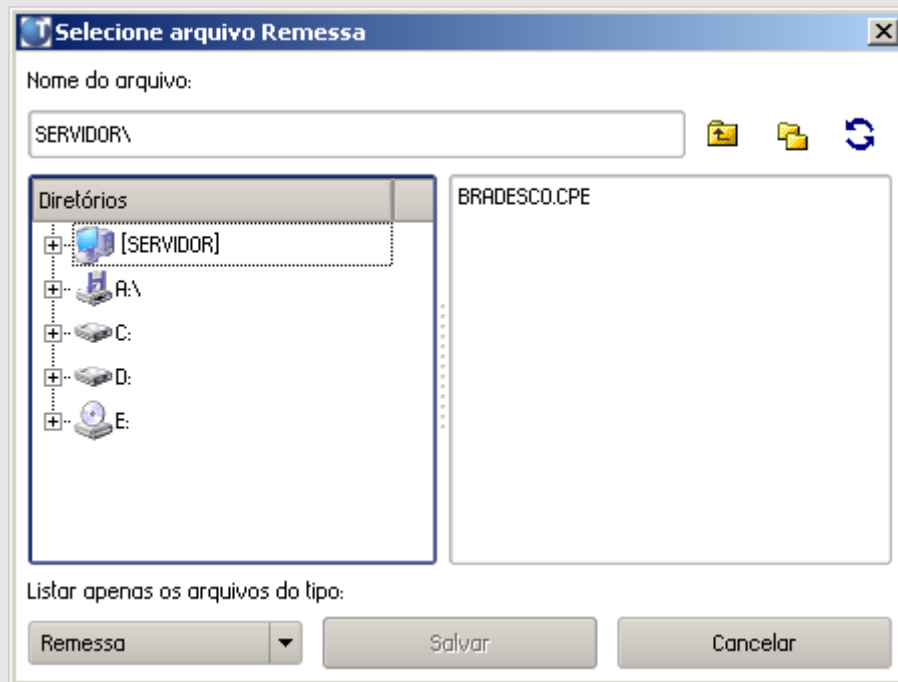 Selecione arquivo Remessa
Nome do arquivo:
SERVIDOR\
Diretórios
[SERVIDOR]
A:\
C:
D:
E:
BRADESCO.CPE
Listar apenas os arquivos do tipo:
Remessa
Salvar
Cancelar